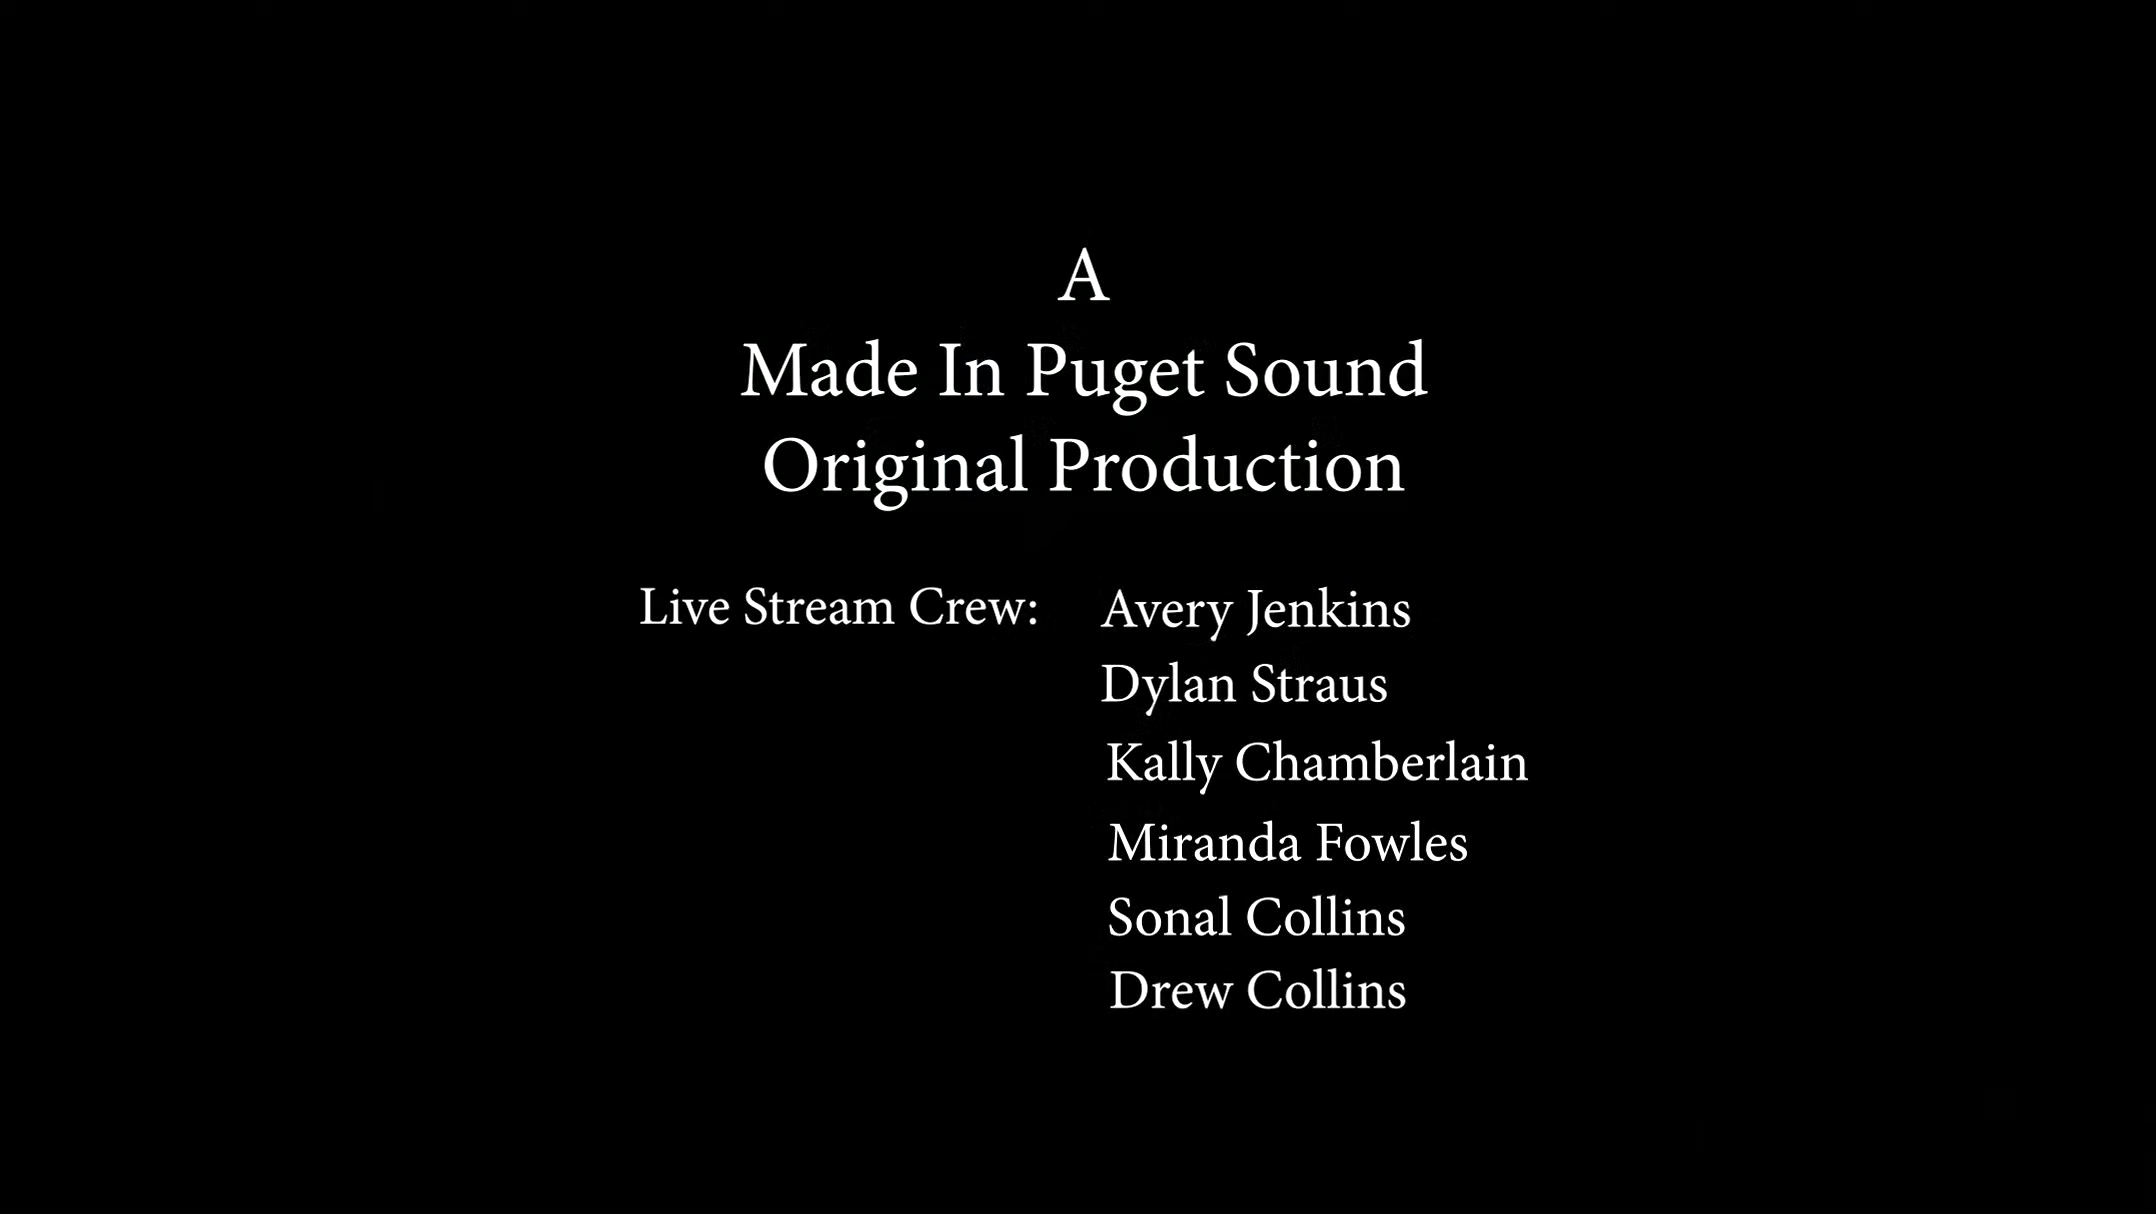 A
Made In Puget Sound
Original Production
Live Stream Crew: Avery Jenkins
Dylan Straus
Kally Chamberlain
Miranda Fowles
Sonal Collins
Drew Collins